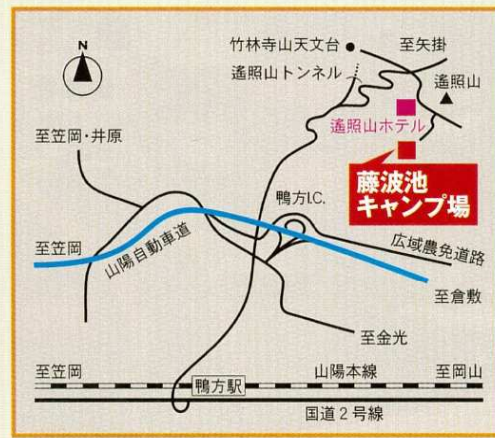 N
竹林寺山天文台
至矢掛
遙照山トンネル
遙照山
遙照山ホテル
至笠岡・井原
藤波池
キャンプ場
鴨方I.C.
広域農免道路
至笠岡
山陽自動車道
至倉敷
至金光
至笠岡
山陽本線
至岡山
鴨方駅
国道2号線